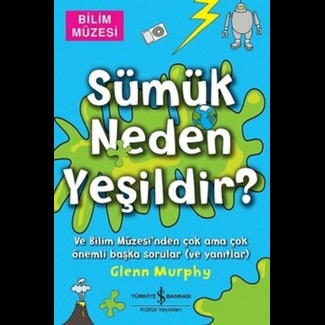 BİLİM
MÜZESİ
Sümük
Neden
Yeşildir?
Ve Bilim Müzesi'nden çok ama çok
önemli başka sorular (ve yanıtlar)
Glenn Murphy
TÜRKİYE İŞ BANKASI
Kültür Yayınları